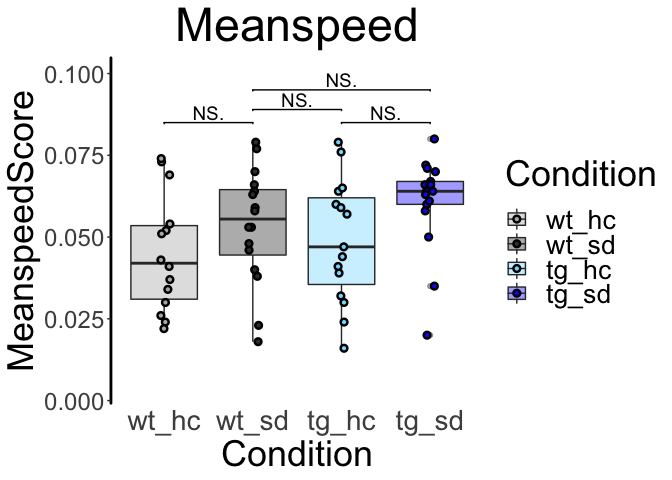 Meanspeed
MeanspeedScore
0.100
0.075
0.050
0.025
0.000
NS.
NS.
NS.
NS.
wt_hc
wt_sd
tg_hc
tg_sd
Condition
Condition
wt_hc
wt_sd
tg_hc
tg_sd